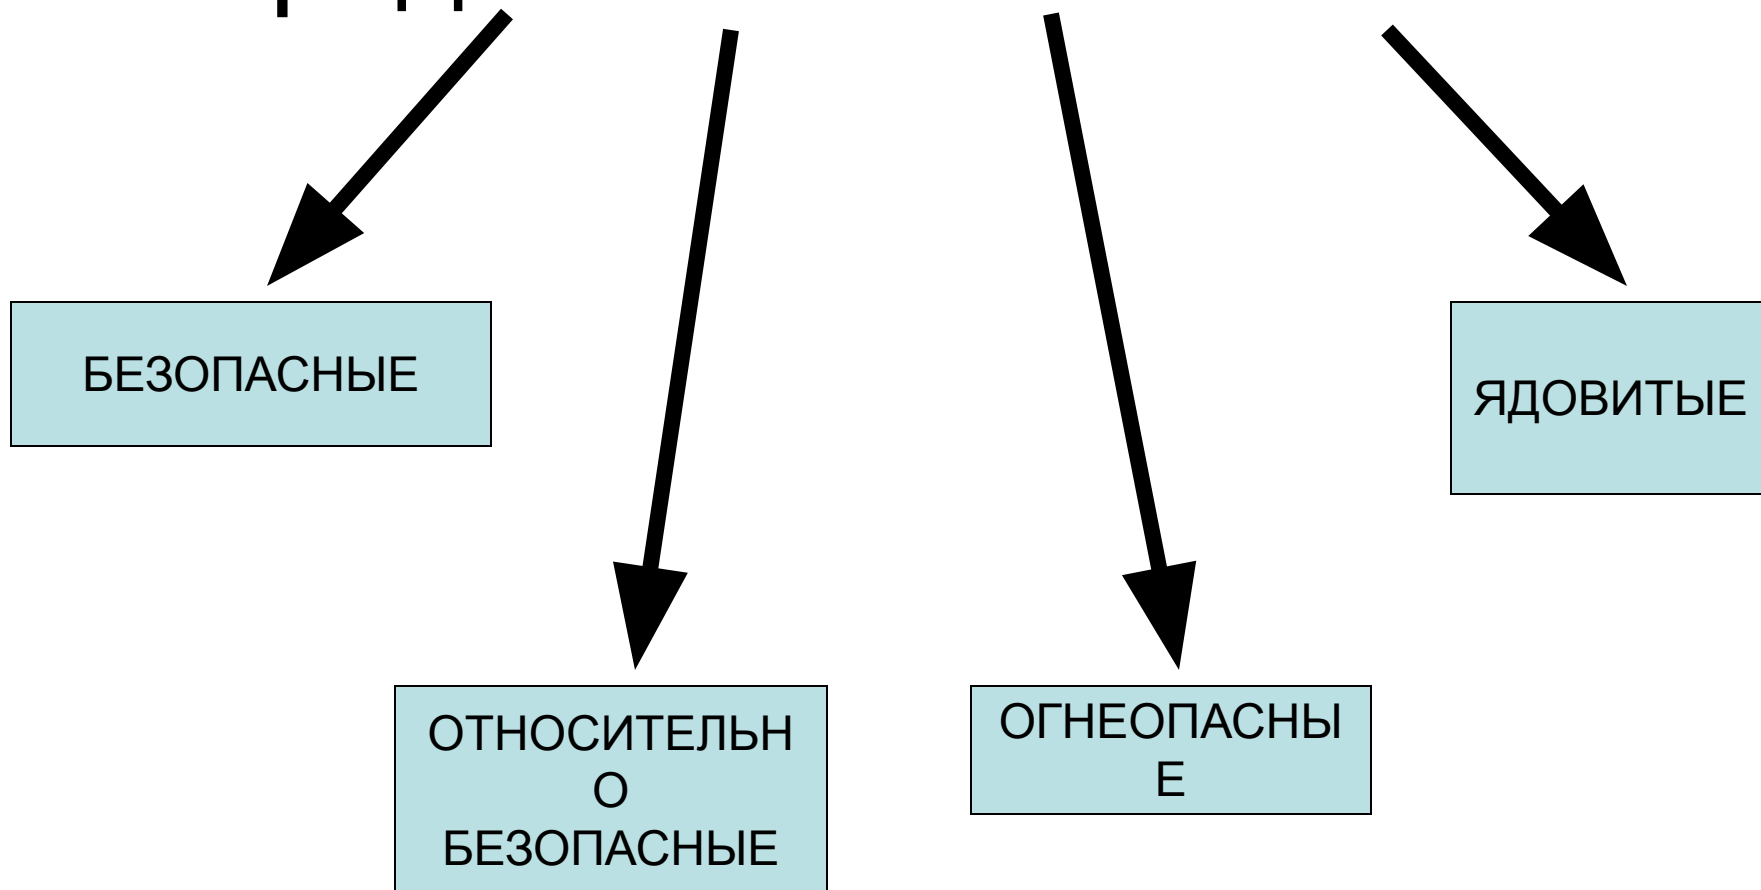 БЕЗОПАСНЫЕ
ЯДОВИТЫЕ
ОТНОСИТЕЛЬН
О
БЕЗОПАСНЫЕ
ОГНЕОПАСНЫ
Е